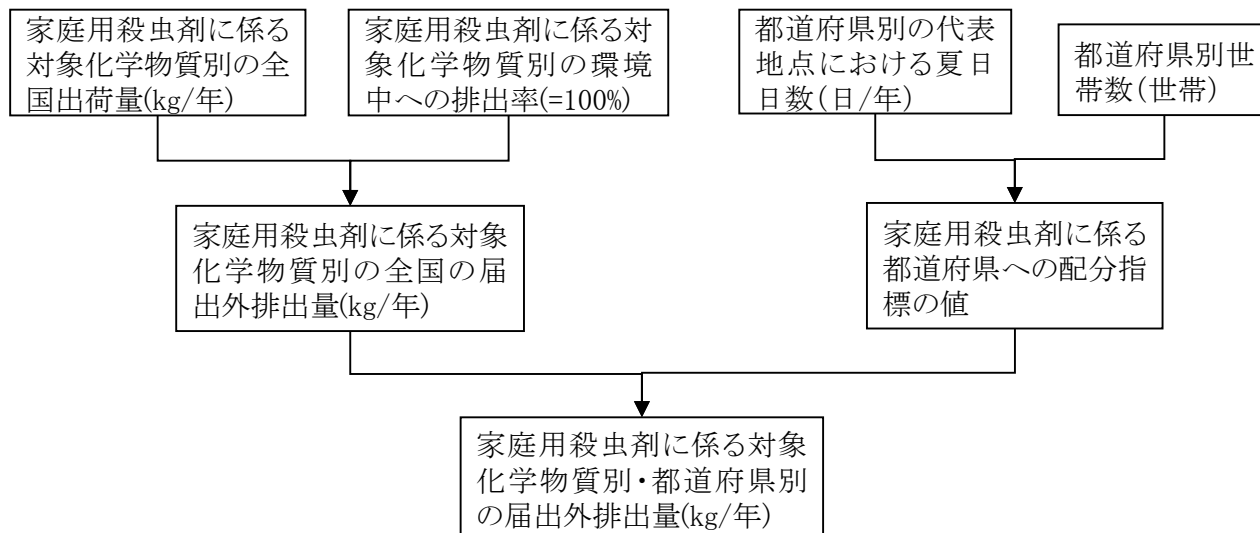 家庭用殺虫剤に係る
対象化学物質別の全
国出荷量(kg/年)
家庭用殺虫剤に係る対
象化学物質別の環境
中への排出率(=100%)
都道府県別の代表
地点における夏日
日数(日/年)
都道府県別世
帯数(世帯)
家庭用殺虫剤に係る対象
化学物質別の全国の届
出外排出量(kg/年)
家庭用殺虫剤に係る
都道府県への配分指
標の値
家庭用殺虫剤に係る対象
化学物質別・都道府県別
の届出外排出量(kg/年)